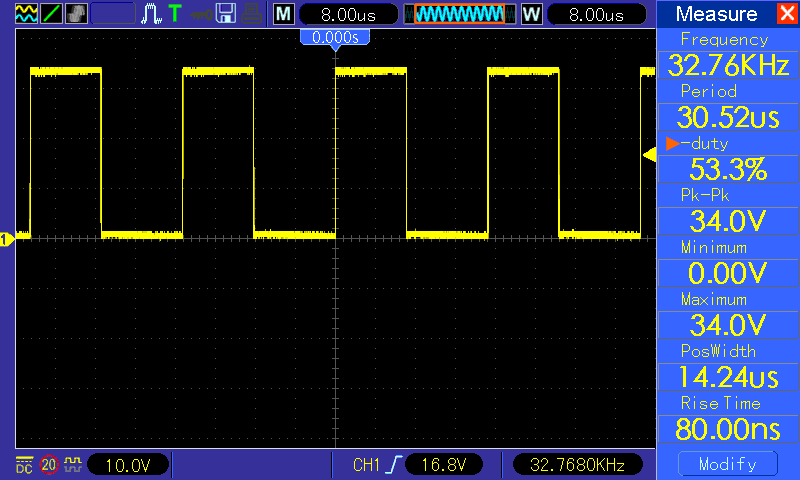 T M 8.00us W 8.00us
0.000s
Measure
Frequency
32.76KHz
Period
30.52us
-duty
53.3%
Pk-Pk
34.0V
Minimum
0.00V
Maximum
34.0V
PosWidth
14.24us
Rise Time
80.00ns
Modify
1
DC 20 10.0V CH1 16.8V 32.7680KHz